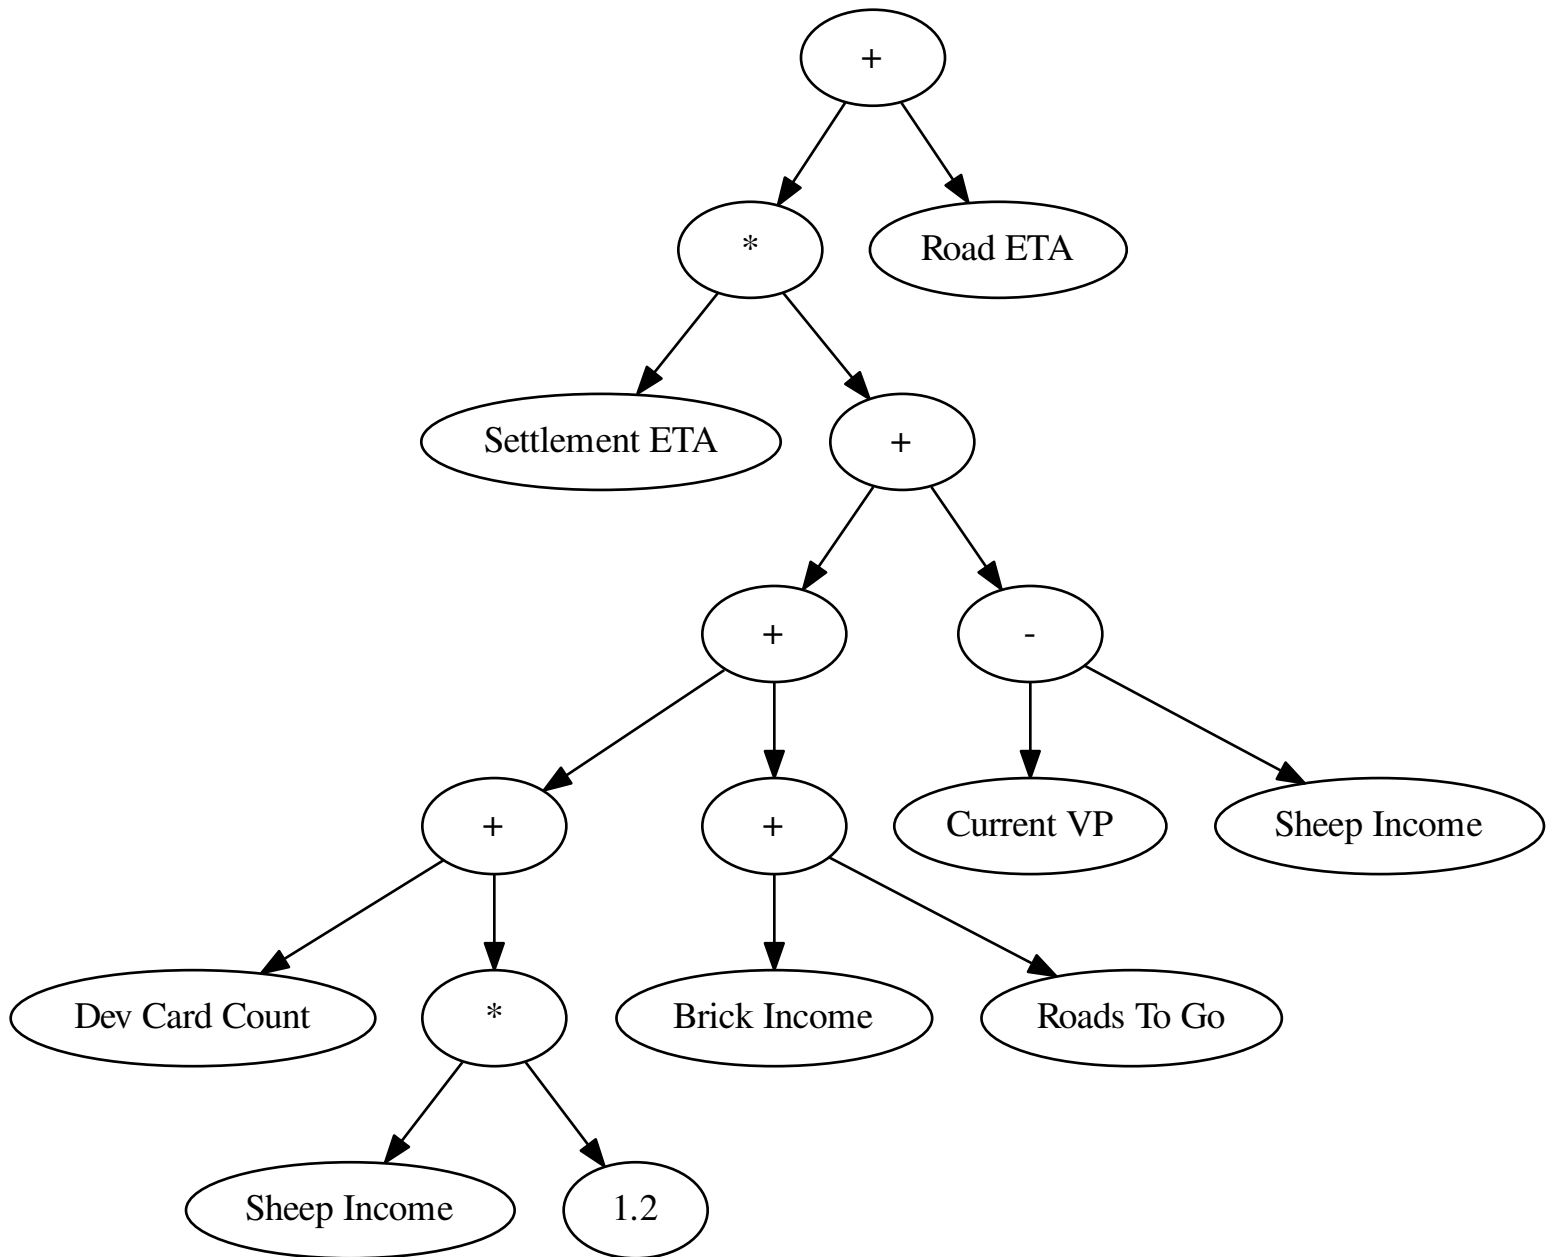 +
*
Road ETA
Settlement ETA
+
+
-
+
+
Current VP
Sheep Income
Dev Card Count
*
Brick Income
Roads To Go
Sheep Income
1.2